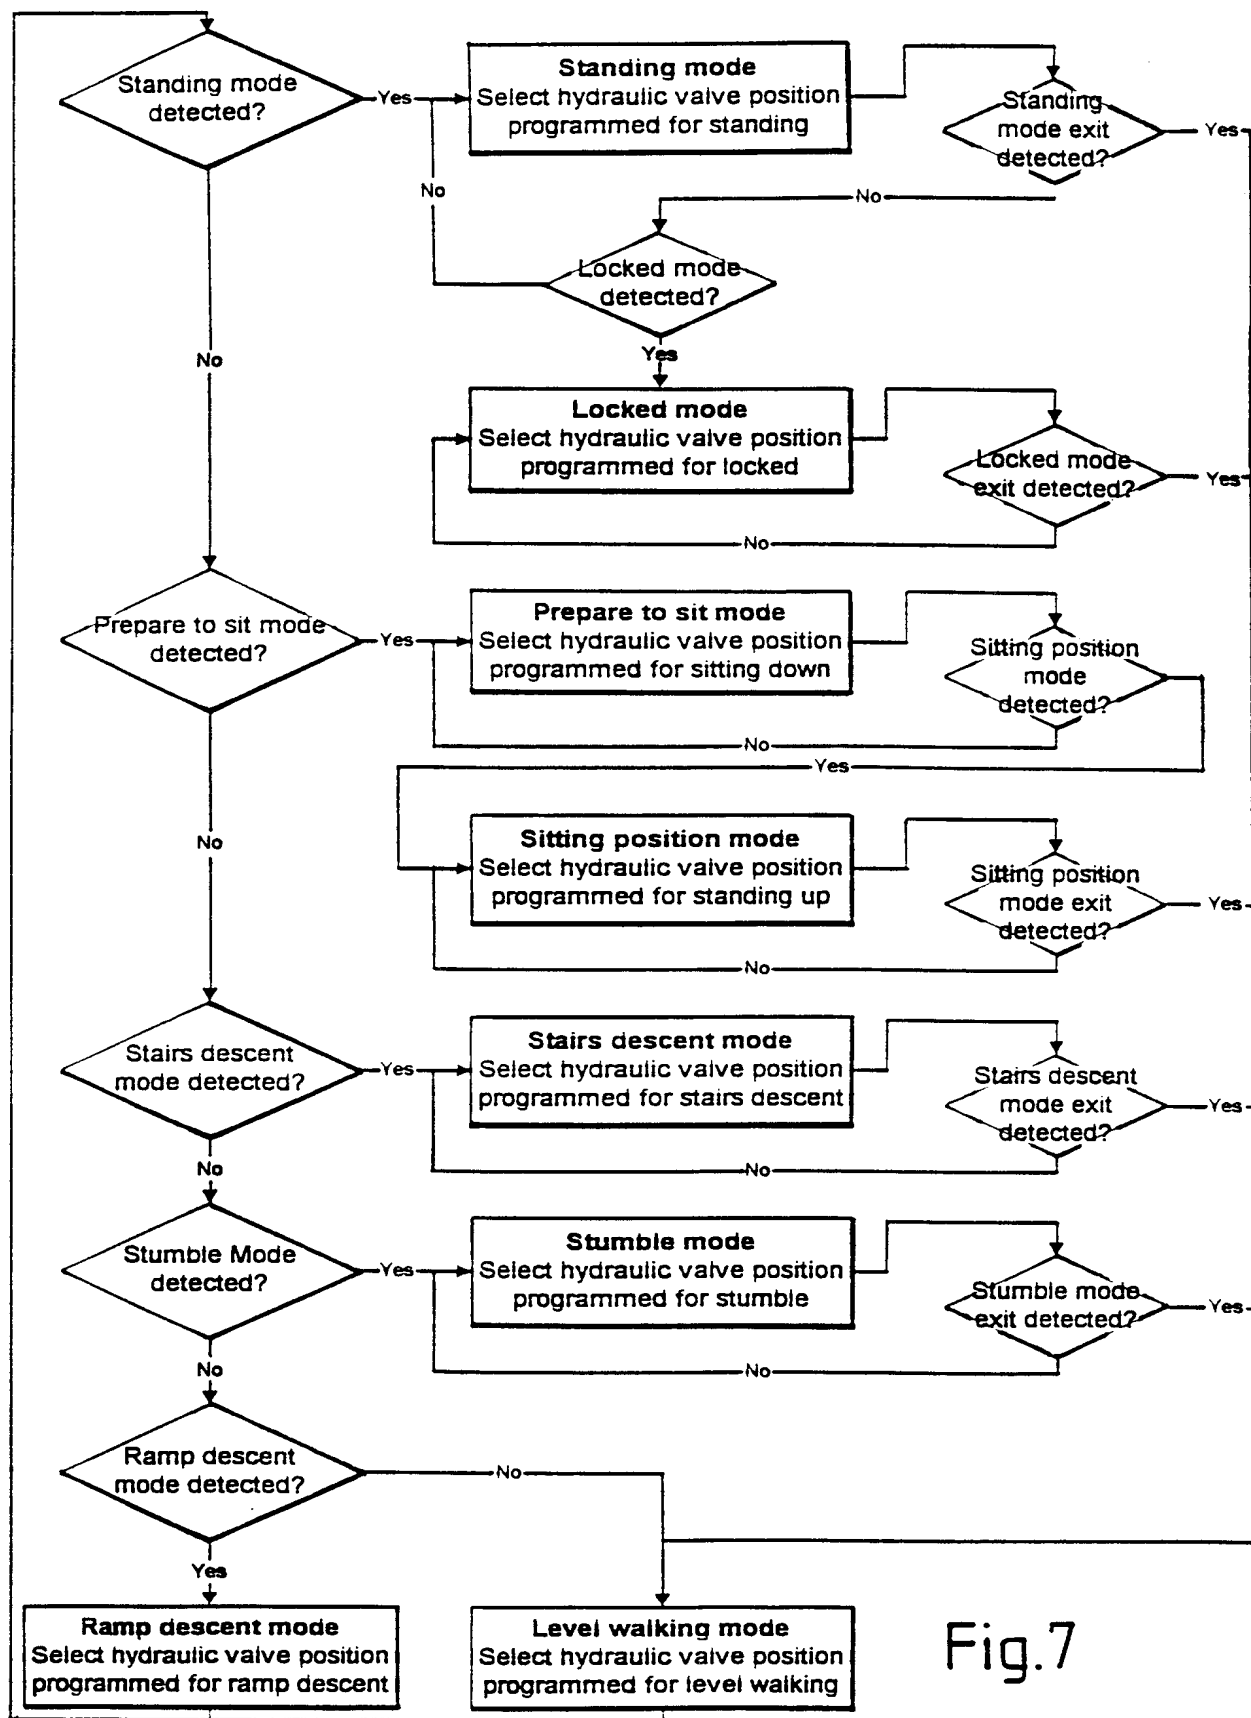 Standing mode
detected?
Yes
Standing mode
Select hydraulic valve position
programmed for standing
Standing
mode exit
detected?
Yes
No
No
Locked mode
detected?
Yes
No
Locked mode
Select hydraulic valve position
programmed for locked
Locked mode
exit detected?
Yes
No
Prepare to sit mode
detected?
Yes
Prepare to sit mode
Select hydraulic valve position
programmed for sitting down
Sitting position
mode
detected?
No
Yes
No
Sitting position mode
Select hydraulic valve position
programmed for standing up
Sitting position
mode exit
detected?
Yes
No
Stairs descent
mode detected?
Yes
Stairs descent mode
Select hydraulic valve position
programmed for stairs descent
Stairs descent
mode exit
detected?
Yes
No
No
Stumble Mode
detected?
Yes
Stumble mode
Select hydraulic valve position
programmed for stumble
Stumble mode
exit detected?
Yes
No
No
Ramp descent
mode detected?
No
Yes
Ramp descent mode
Select hydraulic valve position
programmed for ramp descent
Level walking mode
Select hydraulic valve position
programmed for level walking
Fig.7